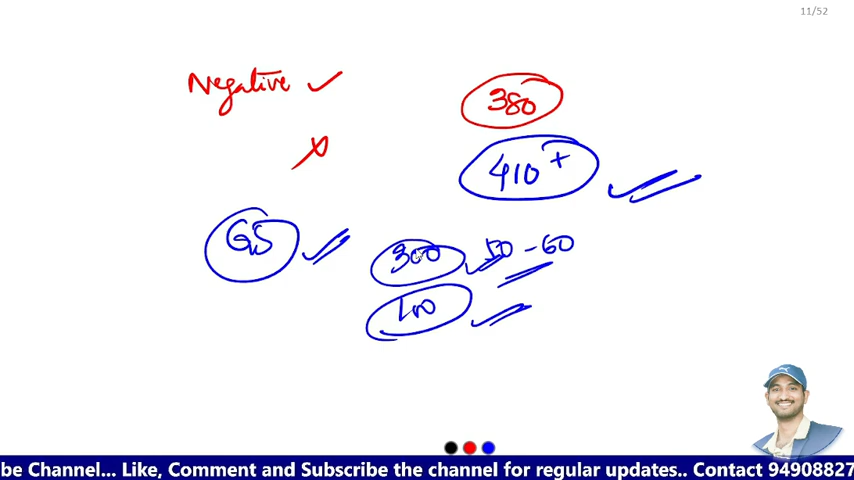 11/52
Negative ✓
380
x
410+
GS
300 50-60
100
be Channel... Like, Comment and Subscribe the channel for regular updates.. Contact 94908827